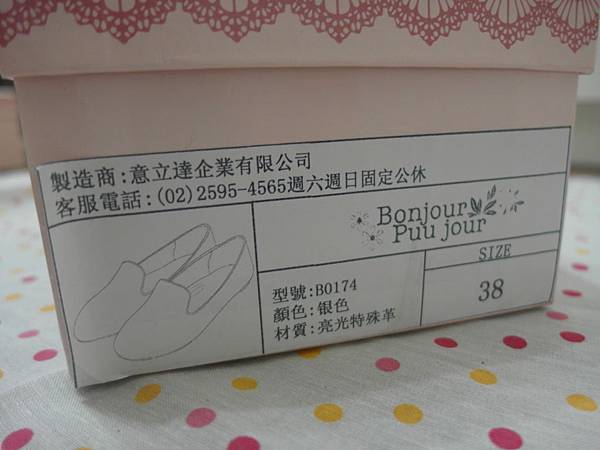 製造商:意立達企業有限公司
客服電話:(02)2595-4565週六週日固定公休
Bonjour
Puu jour
型號:B0174
顏色:银色
材質:亮光特殊革
SIZE
38